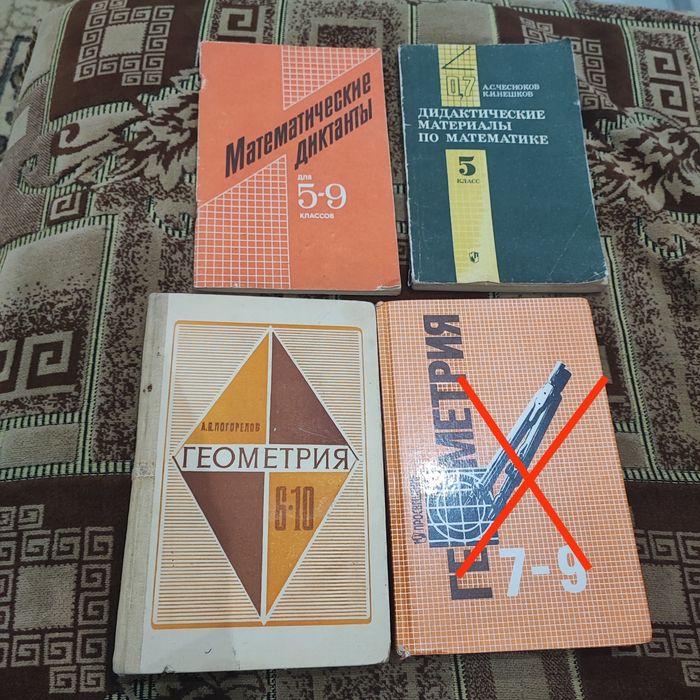 Математические
диктанты
для
5-9
классов
А.С.ЧЕСНОКОВ
К.И.НЕШКОВ
ДИДАКТИЧЕСКИЕ
МАТЕРИАЛЫ
ПО МАТЕМАТИКЕ
5
КЛАСС
А.В.ПОГОРЕЛОВ
ГЕОМЕТРИЯ
6-10
ГЕОМЕТРИЯ
ПРОСВЕЩЕНИЕ
7-9